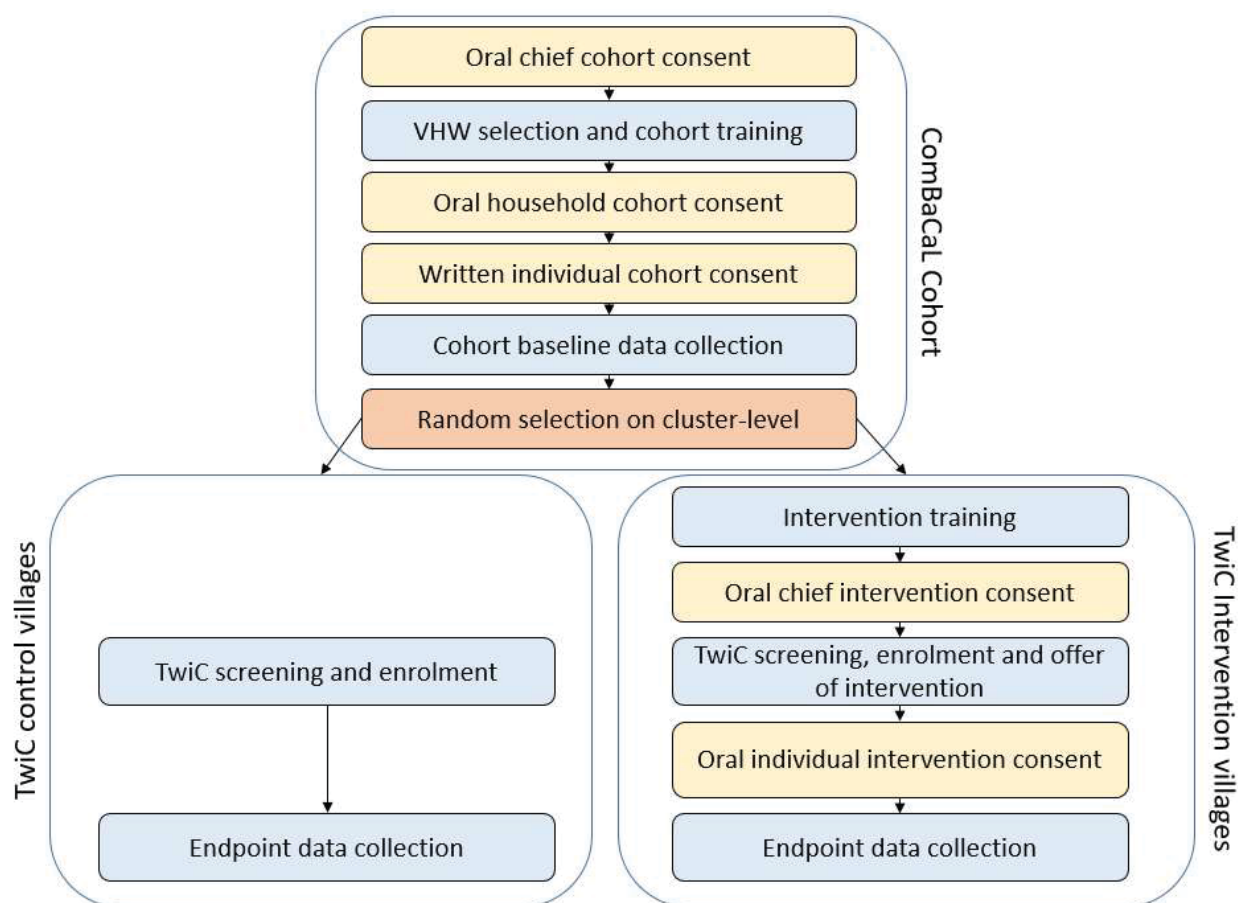 Oral chief cohort consent
VHW selection and cohort training
Oral household cohort consent
Written individual cohort consent
Cohort baseline data collection
Random selection on cluster-level
ComBaCaL Cohort
TwiC control villages
TwiC screening and enrolment
Endpoint data collection
Intervention training
Oral chief intervention consent
TwiC screening, enrolment and offer
of intervention
Oral individual intervention consent
Endpoint data collection
TwiC Intervention villages